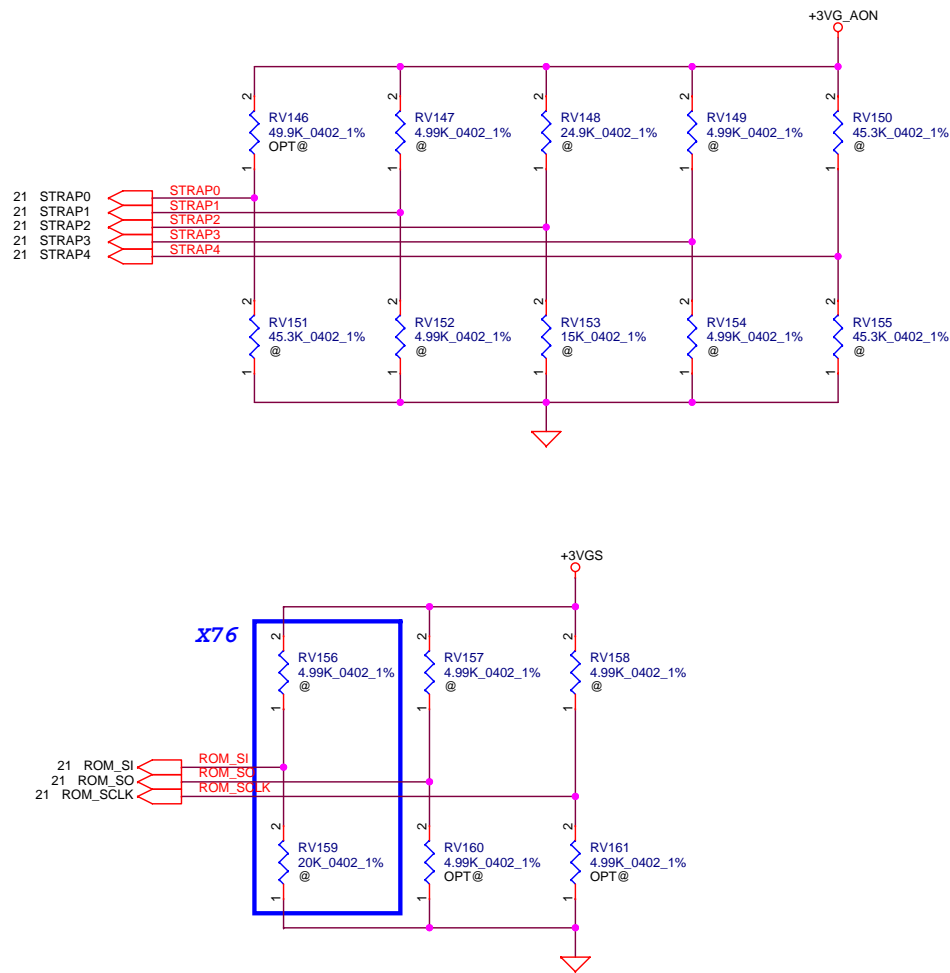 +3VG_AON
2 2 2 2 2
RV146 RV147 RV148 RV149 RV150
49.9K_0402_1% 4.99K_0402_1% 24.9K_0402_1% 4.99K_0402_1% 45.3K_0402_1%
OPT@ @ @ @ @
1 1 1 1 1
21 STRAP0 STRAP0
21 STRAP1 STRAP1
21 STRAP2 STRAP2
21 STRAP3 STRAP3
21 STRAP4 STRAP4
2 2 2 2 2
RV151 RV152 RV153 RV154 RV155
45.3K_0402_1% 4.99K_0402_1% 15K_0402_1% 4.99K_0402_1% 45.3K_0402_1%
@ @ @ @ @
1 1 1 1 1
+3VGS
X76
2 2 2
RV156 RV157 RV158
4.99K_0402_1% 4.99K_0402_1% 4.99K_0402_1%
@ @ @
1 1 1
21 ROM_SI ROM_SI
21 ROM_SO ROM_SO
21 ROM_SCLK ROM_SCLK
2 2 2
RV159 RV160 RV161
20K_0402_1% 4.99K_0402_1% 4.99K_0402_1%
@ OPT@ OPT@
1 1 1